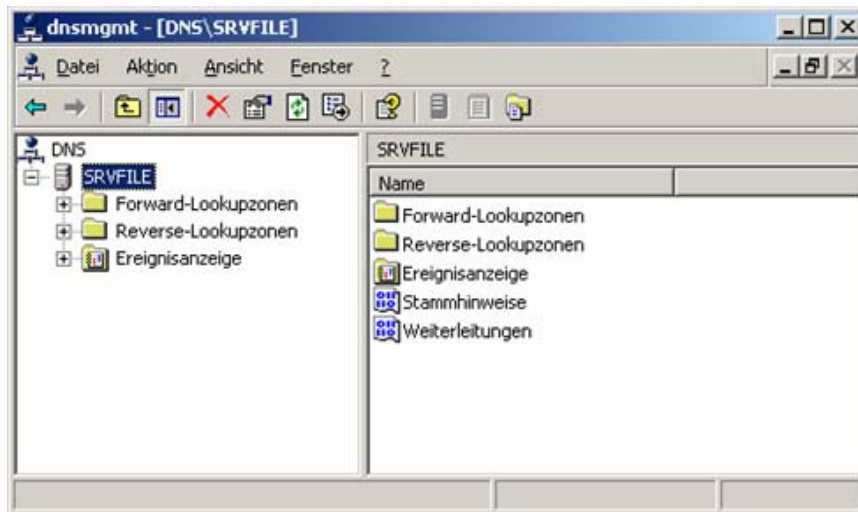 dnsmgmt - [DNS\SRVFILE]
Datei Aktion Ansicht Fenster ?
DNS
SRVFILE
Forward-Lookupzonen
Reverse-Lookupzonen
Ereignisanzeige
SRVFILE
Name
Forward-Lookupzonen
Reverse-Lookupzonen
Ereignisanzeige
Stammhinweise
Weiterleitungen